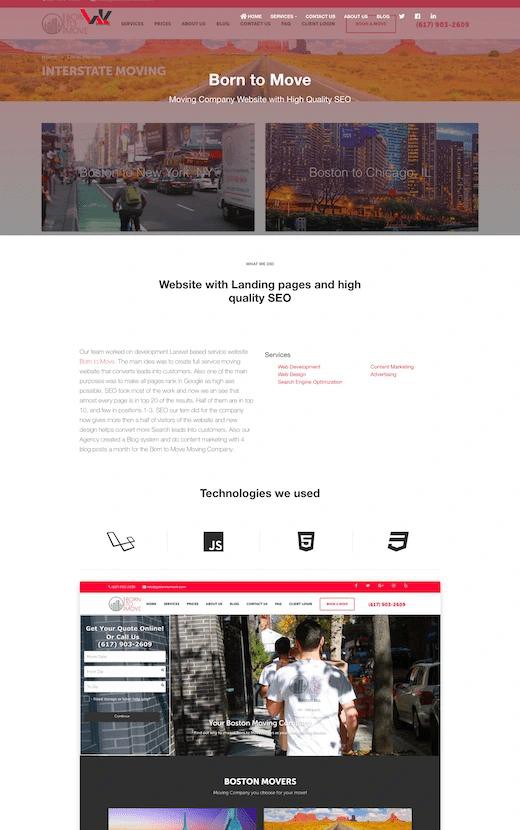 HOME SERVICES CONTACT US ABOUT US BLOG
BORN TO MOVE
SERVICES PRICES ABOUT US BLOG CONTACT US FAQ CLIENT LOGIN BOOK A MOVE (617) 903-2609
INTERSTATE MOVING
Born to Move
Moving Company Website with High Quality SEO
Boston to New York, NY
Boston to Chicago, IL
WHAT WE DID
Website with Landing pages and high
quality SEO
Our team worked on development Laravel based service website
Born to Move. The main idea was to create full service moving
website that converts leads into customers. Also one of the main
purposes was to make all pages rank in Google as high ase
possible. SEO took most of the work and now we an see that
almost every page is in top 20 of the results. Half of them are in top
10, and few in positions 1-3. SEO our tem did for the company
now gives more then a half of visitors of the website and new
design helps convert more Search leads into customers. Also our
Agency created a Blog system and do content marketing with 4
blog posts a month for the Born to Move Moving Company.
Services
Web Development
Web Design
Search Engine Optimization
Content Marketing
Advertising
Technologies we used
JS
5
3
BORN TO MOVE
HOME SERVICES PRICES ABOUT US BLOG CONTACT US FAQ CLIENT LOGIN BOOK A MOVE (617) 903-2609
Get Your Quote Online!
Or Call Us
(617) 903-2609
Continue
Your Boston Moving Company
BOSTON MOVERS
Moving Company you choose for your move!